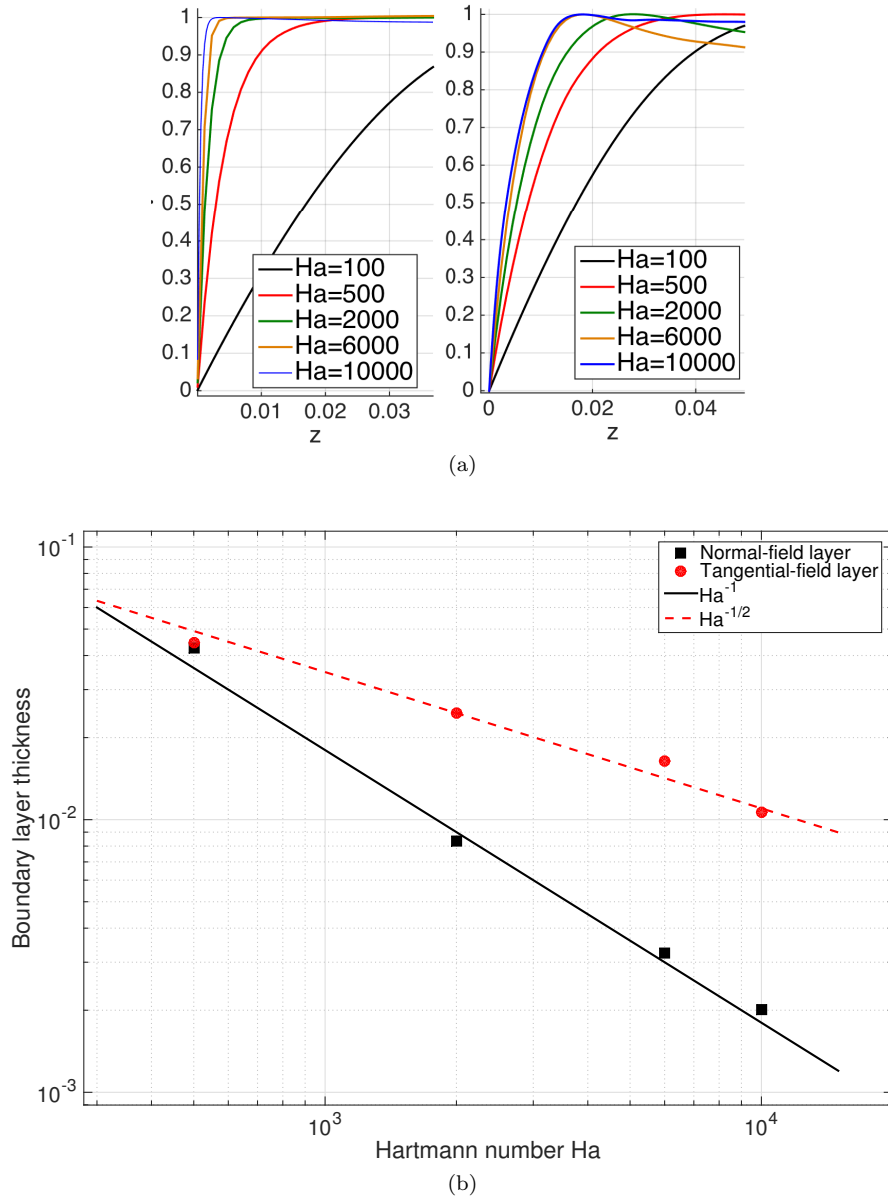 1
0.9
0.8
0.7
0.6
0.5
0.4
0.3
0.2
0.1
0
Ha=100
Ha=500
Ha=2000
Ha=6000
Ha=10000
0.01 0.02 0.03
z
1
0.9
0.8
0.7
0.6
0.5
0.4
0.3
0.2
0.1
0
Ha=100
Ha=500
Ha=2000
Ha=6000
Ha=10000
0 0.02 0.04
z
(a)
10⁻¹
10⁻²
10⁻³
Boundary layer thickness
Normal-field layer
Tangential-field layer
Ha⁻¹
Ha⁻¹/²
10³ 10⁴
Hartmann number Ha
(b)